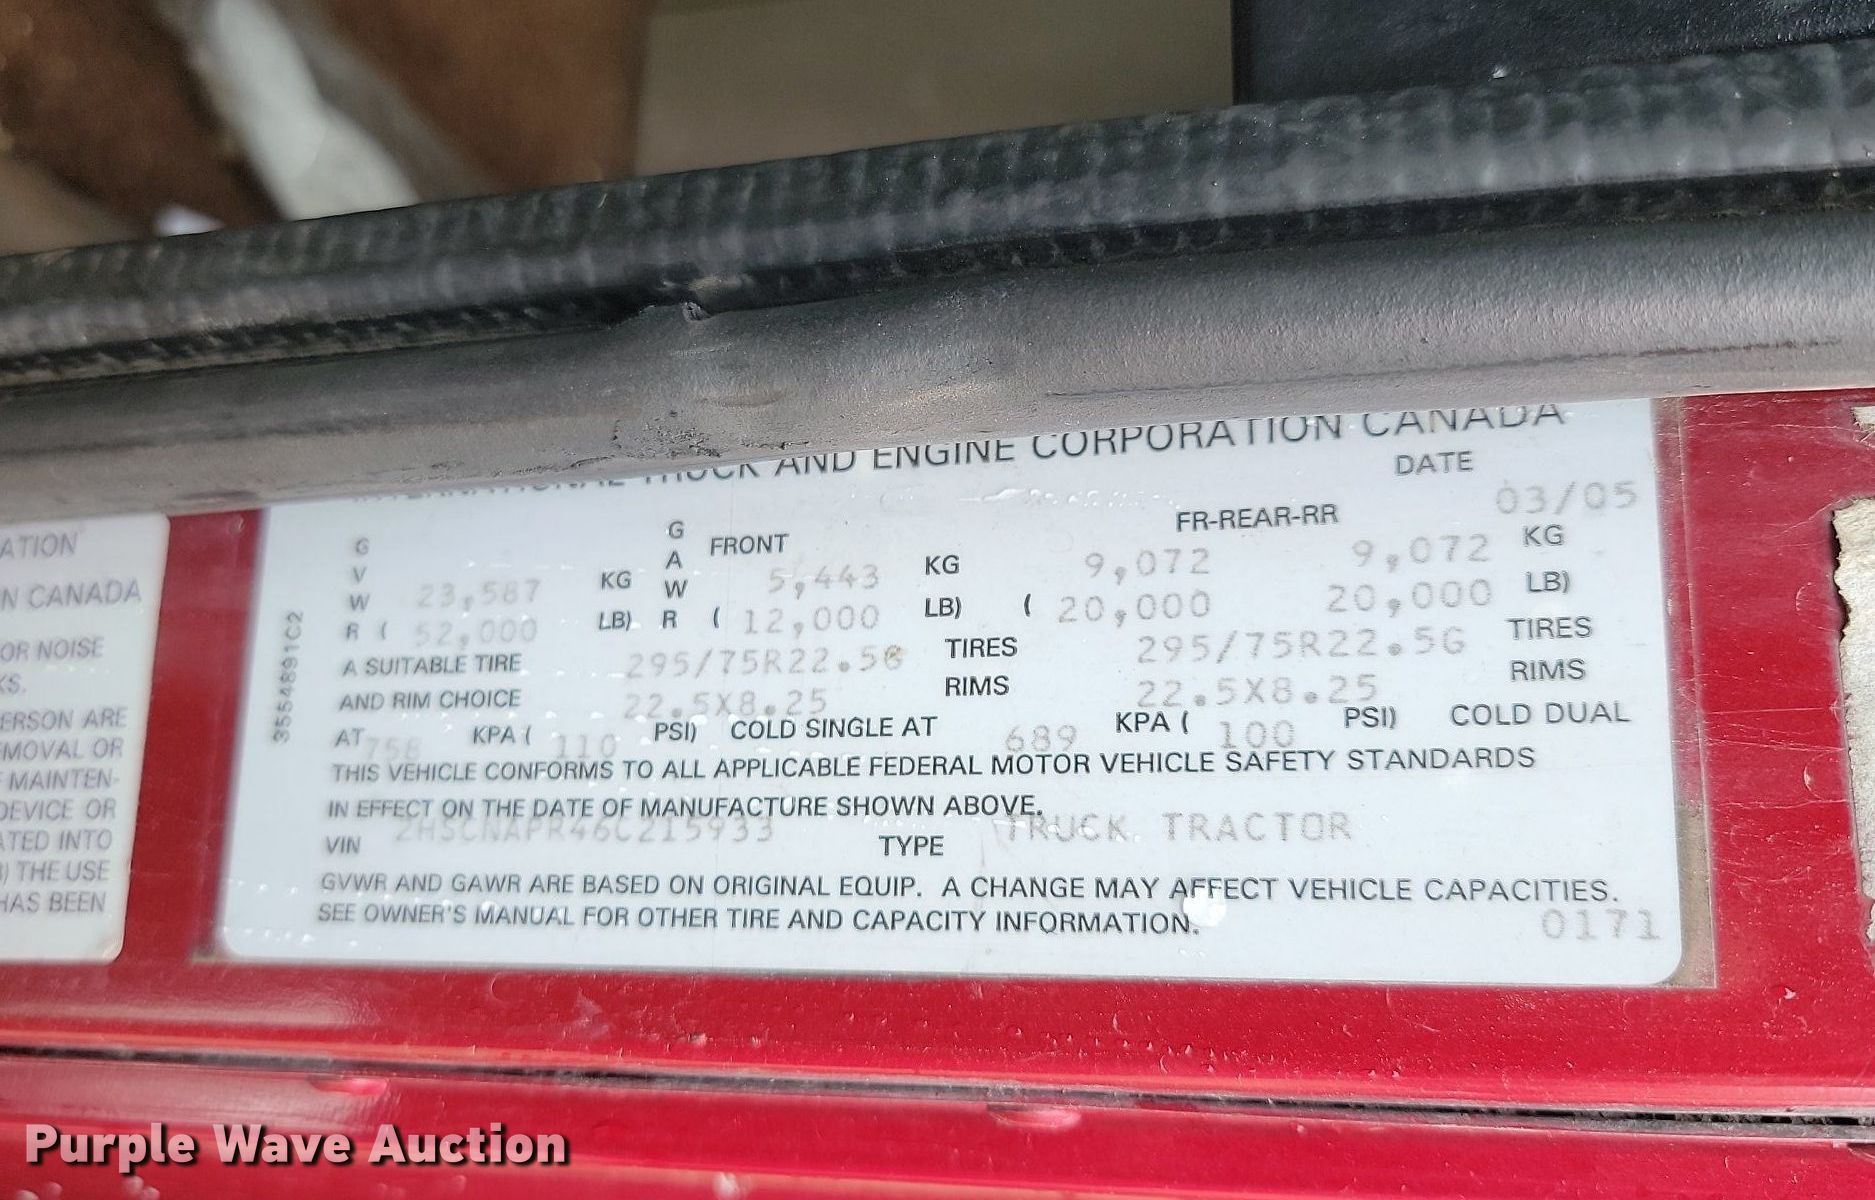 INTERNATIONAL TRUCK AND ENGINE CORPORATION CANADA
DATE
03/05
GVWR 23,587 KG GAWR FRONT 5,443 KG FR-REAR-RR 9,072 9,072 KG
( 52,000 LB) ( 12,000 LB) ( 20,000 20,000 LB)
A SUITABLE TIRE 295/75R22.5G TIRES 295/75R22.5G TIRES
AND RIM CHOICE 22.5X8.25 RIMS 22.5X8.25 RIMS
AT 758 KPA ( 110 PSI) COLD SINGLE AT 689 KPA ( 100 PSI) COLD DUAL
THIS VEHICLE CONFORMS TO ALL APPLICABLE FEDERAL MOTOR VEHICLE SAFETY STANDARDS
IN EFFECT ON THE DATE OF MANUFACTURE SHOWN ABOVE.
VIN 2HSCNAPR46C215933 TYPE TRUCK TRACTOR
GVWR AND GAWR ARE BASED ON ORIGINAL EQUIP. A CHANGE MAY AFFECT VEHICLE CAPACITIES.
SEE OWNER'S MANUAL FOR OTHER TIRE AND CAPACITY INFORMATION.
0171
3554891C2
ATION
N CANADA
OR NOISE
KS.
ERSON ARE
MOVAL OR
F MAINTEN-
DEVICE OR
ATED INTO
) THE USE
HAS BEEN
Purple Wave Auction